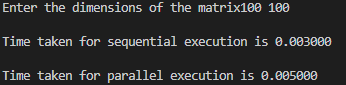 Enter the dimensions of the matrix100 100
Time taken for sequential execution is 0.003000
Time taken for parallel execution is 0.005000